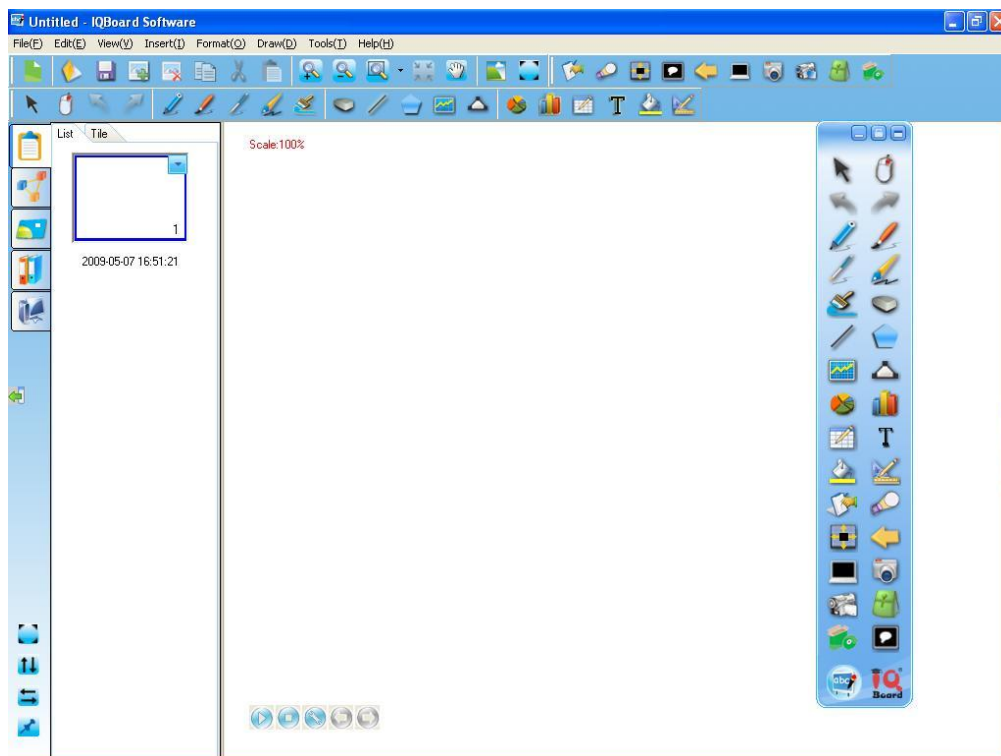 Untitled - IQBoard Software
File(F) Edit(E) View(V) Insert(I) Format(O) Draw(D) Tools(T) Help(H)
T
List Tile
Scale:100%
1
2009-05-07 16:51:21
T
abc
iQ
Board